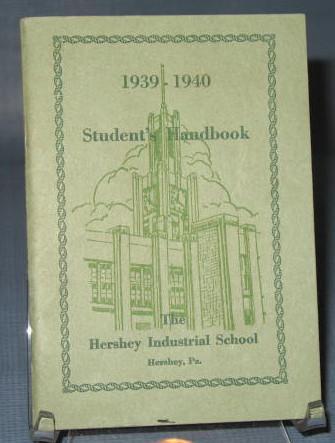 1939 - 1940
Student's Handbook
The
Hershey Industrial School
Hershey, Pa.